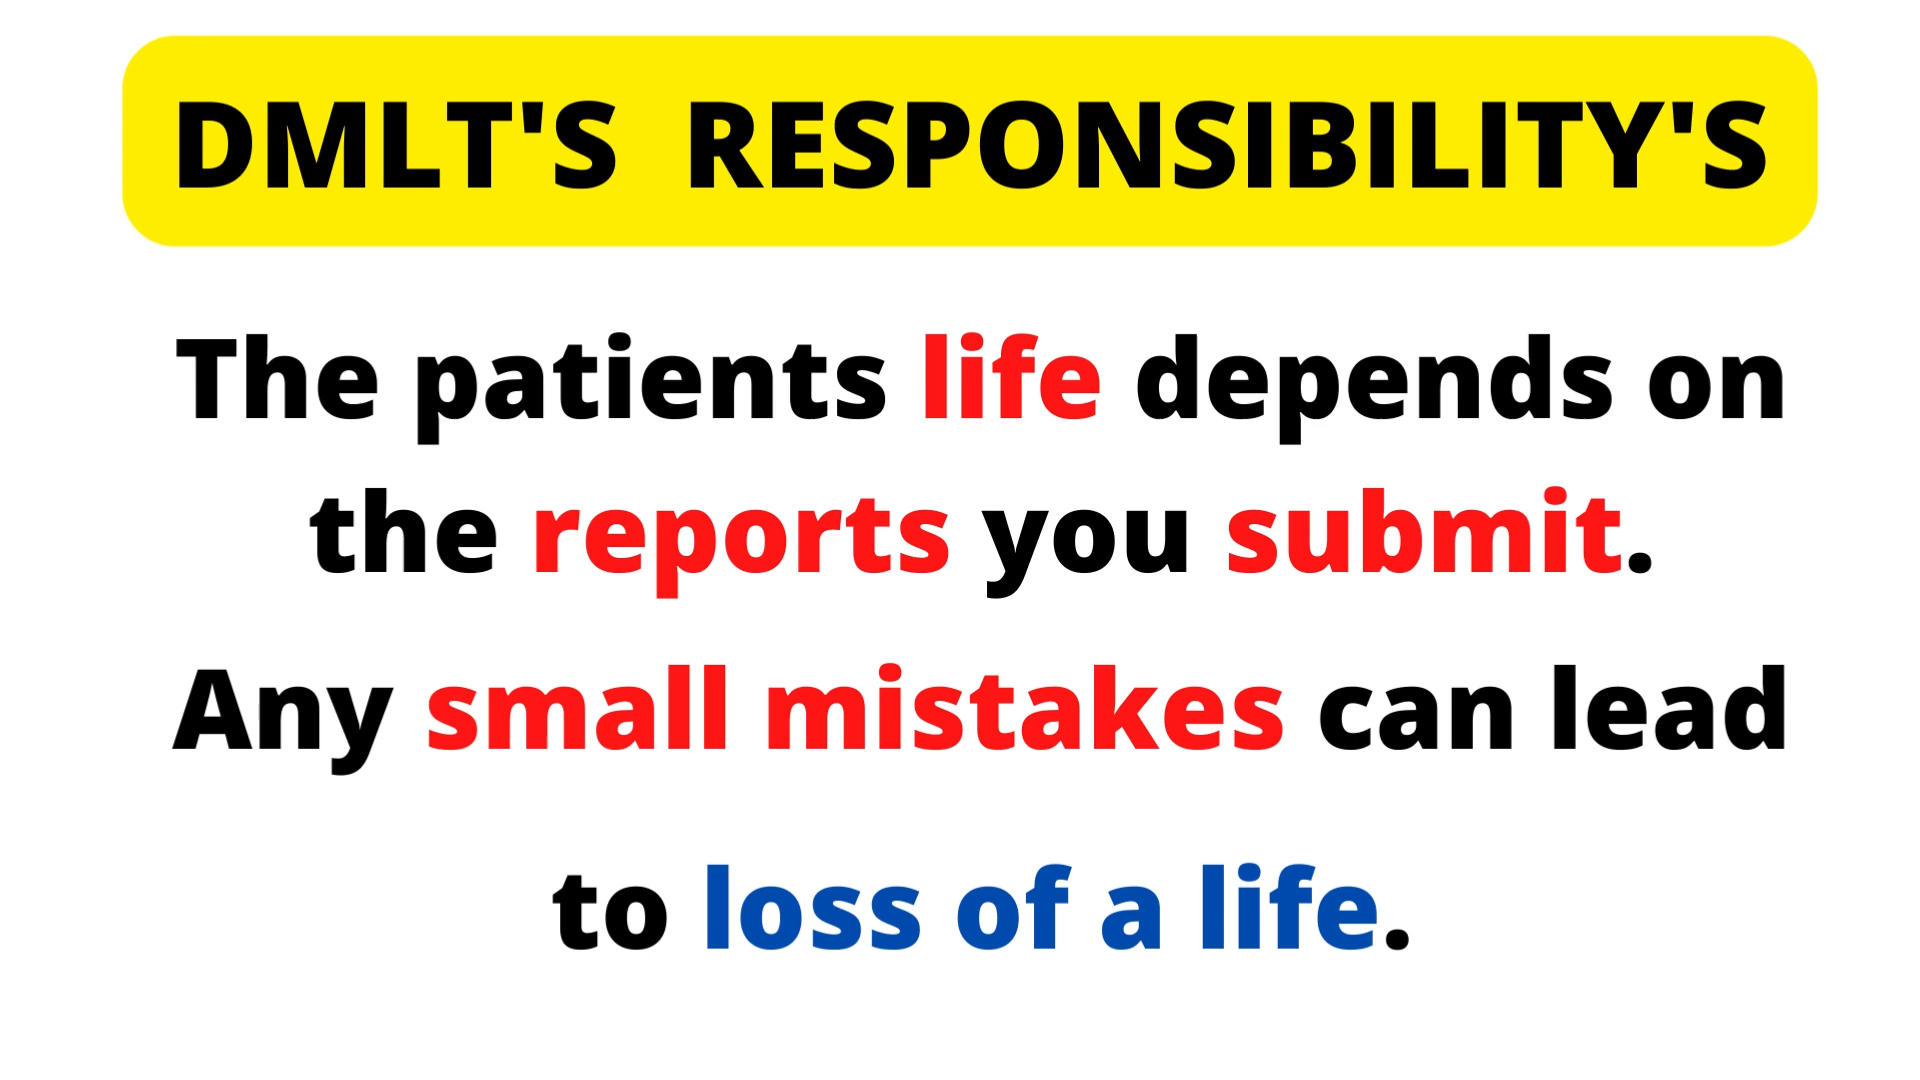 DMLT'S RESPONSIBILITY'S
The patients life depends on
the reports you submit.
Any small mistakes can lead
to loss of a life.